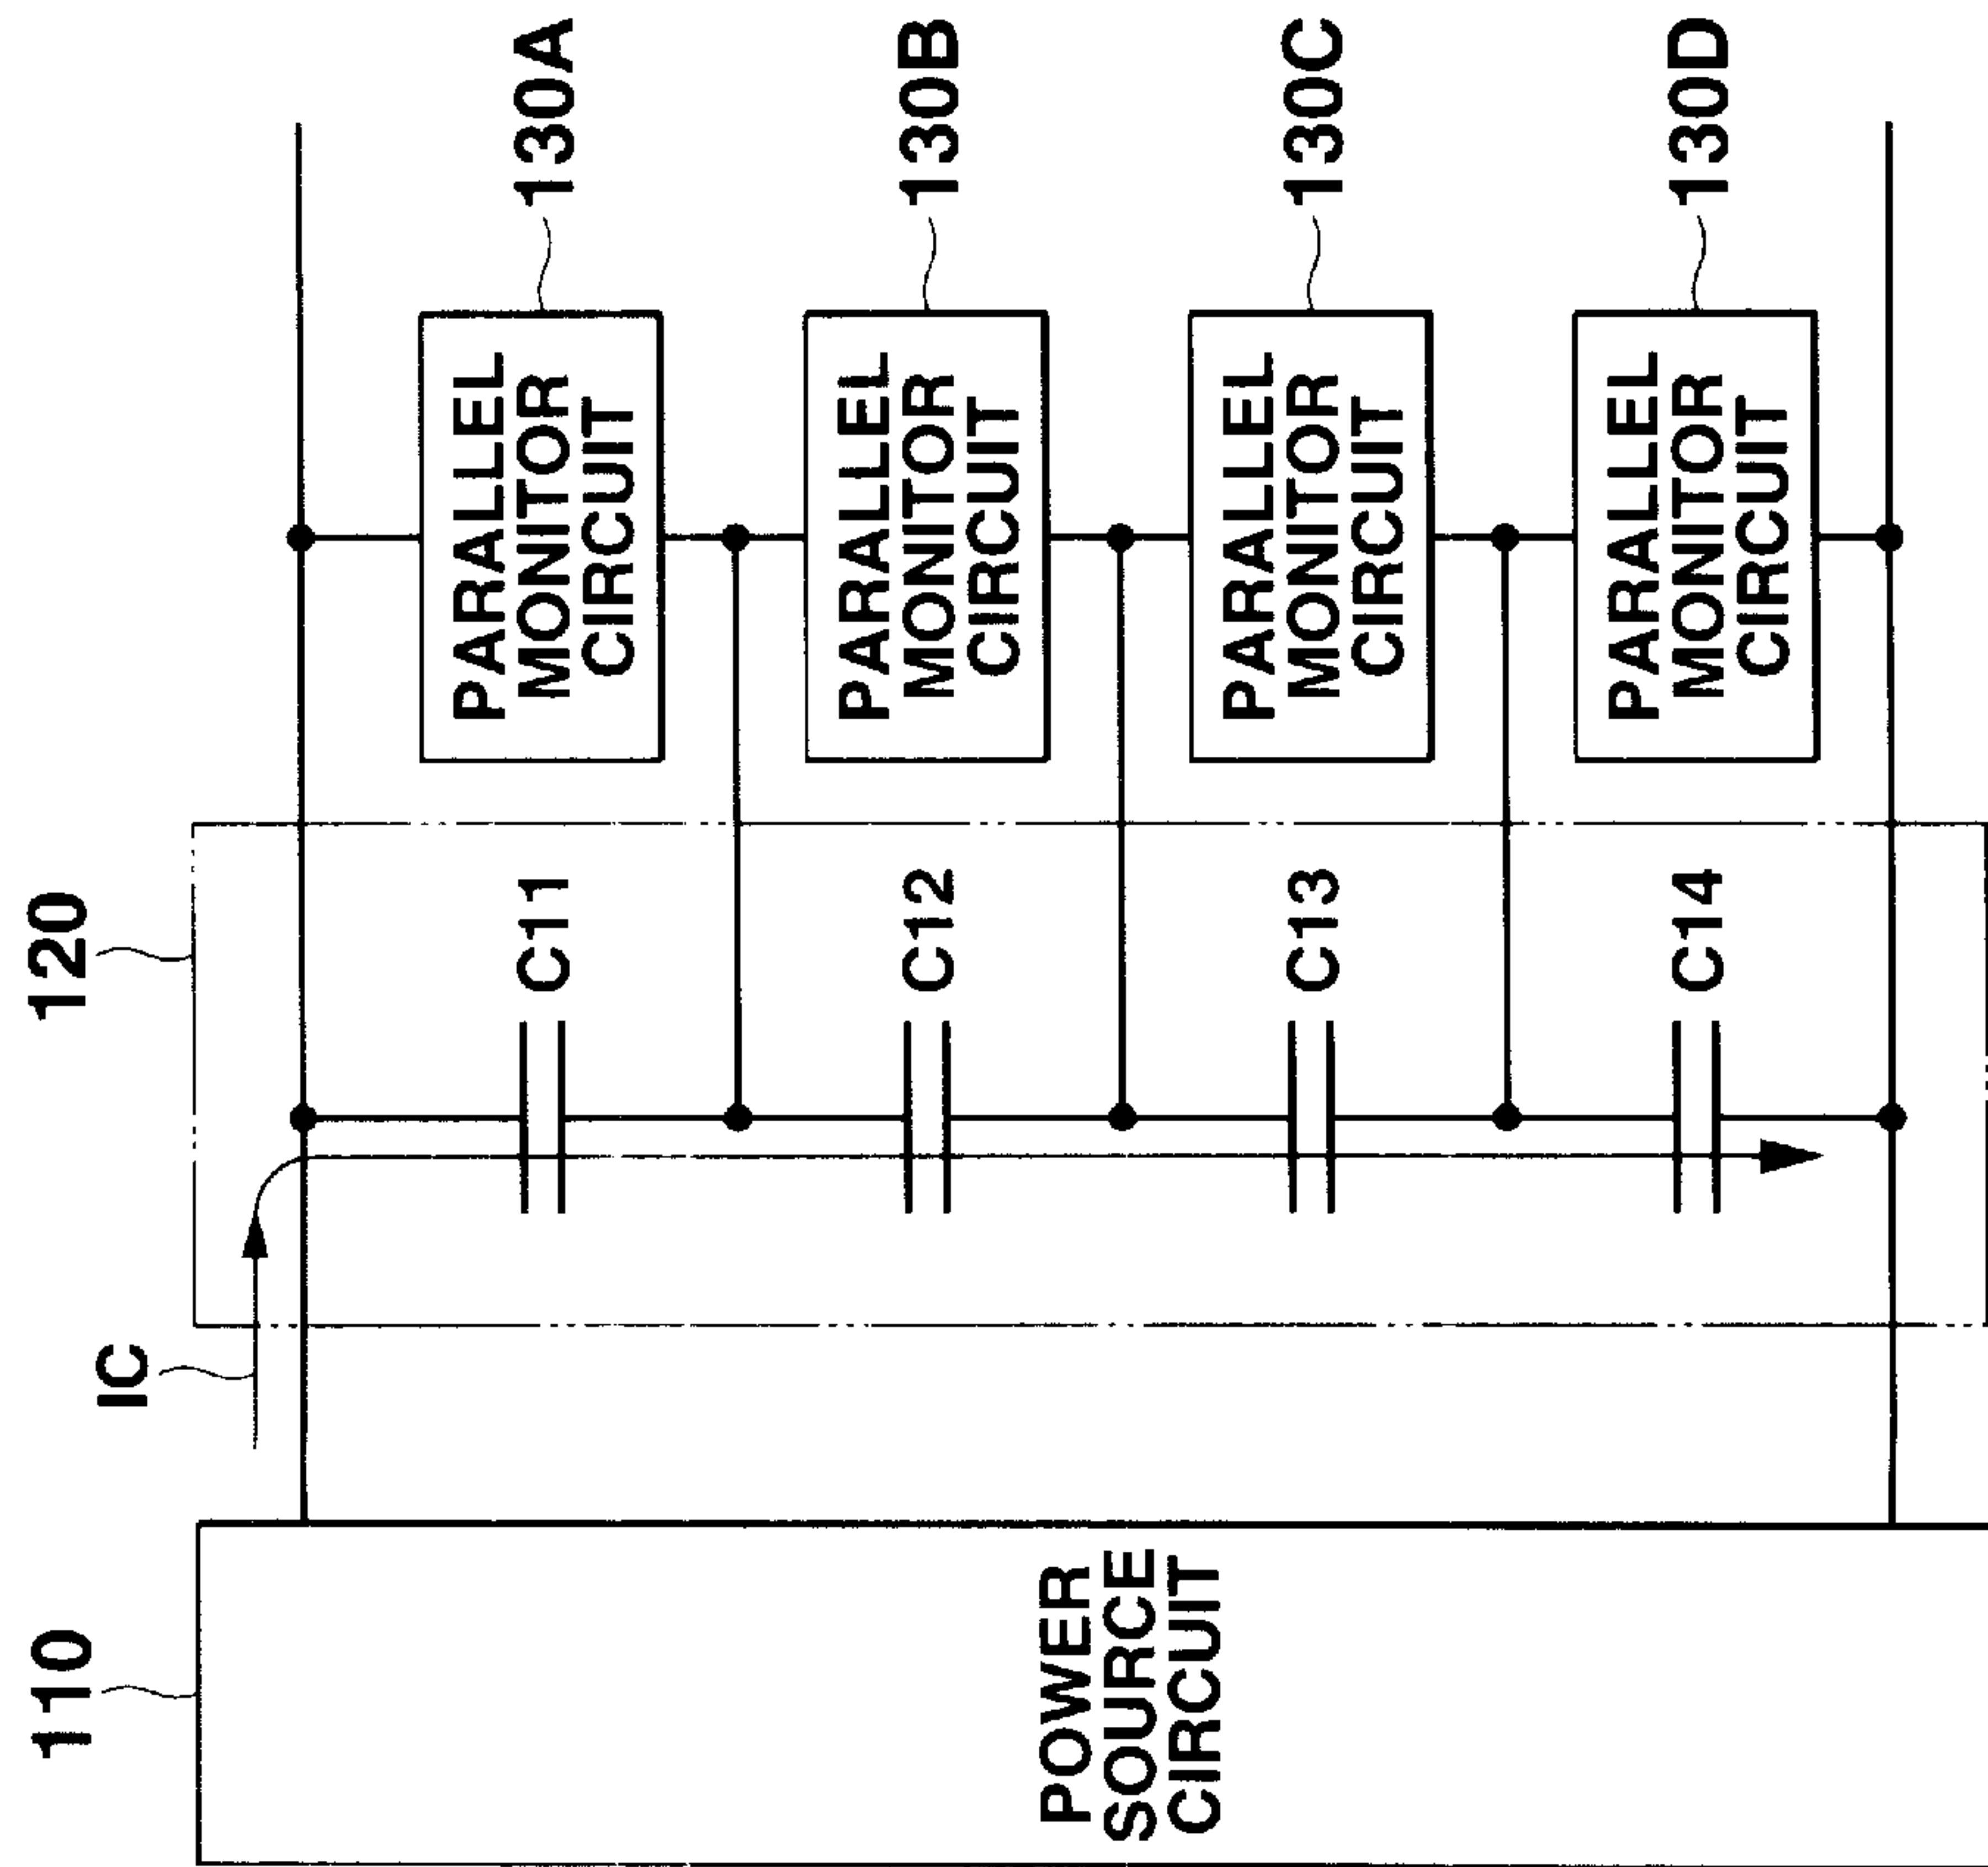 110
POWER
SOURCE
CIRCUIT
IC
120
C11
C12
C13
C14
PARALLEL
MONITOR
CIRCUIT
130A
PARALLEL
MONITOR
CIRCUIT
130B
PARALLEL
MONITOR
CIRCUIT
130C
PARALLEL
MONITOR
CIRCUIT
130D